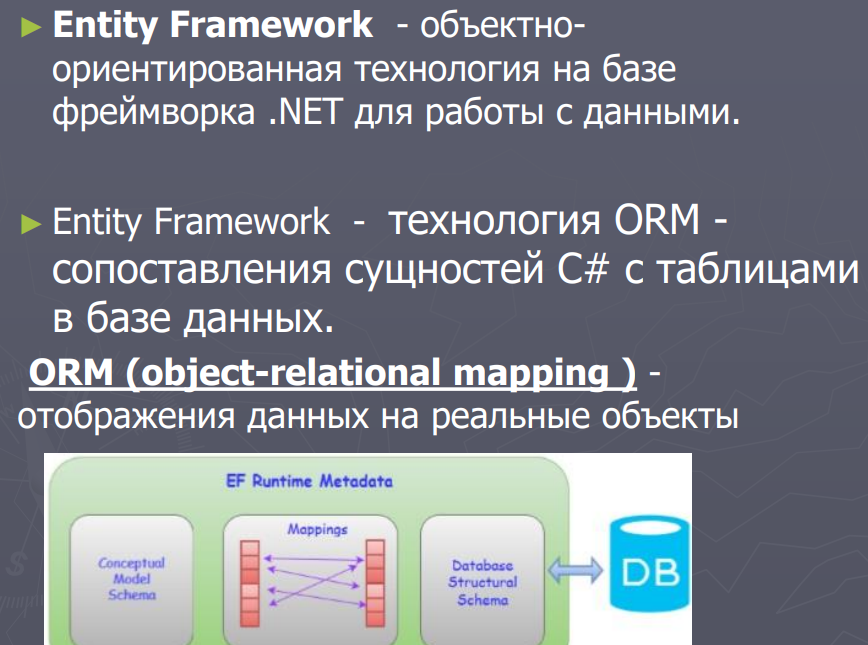 ► Entity Framework - объектно-
ориентированная технология на базе
фреймворка .NET для работы с данными.
► Entity Framework - технология ORM -
сопоставления сущностей C# с таблицами
в базе данных.
ORM (object-relational mapping ) -
отображения данных на реальные объекты
EF Runtime Metadata
Conceptual
Model
Schema
Mappings
Database
Structural
Schema
DB